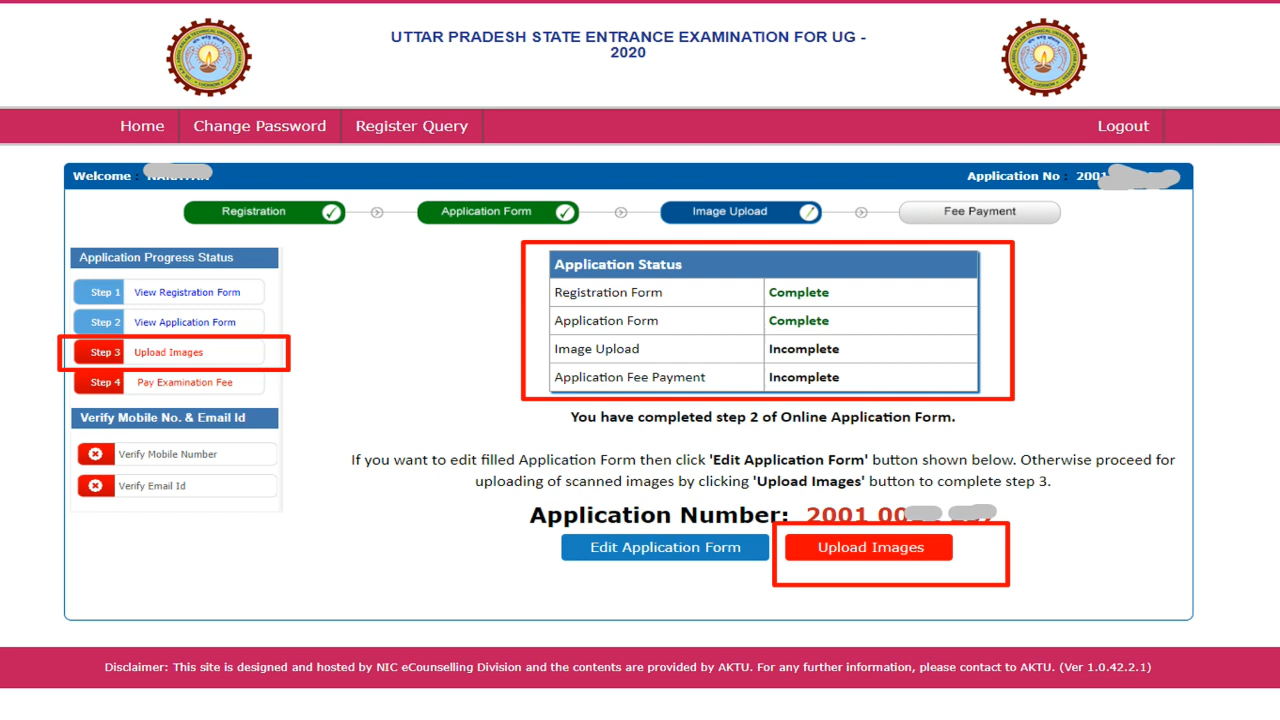 UTTAR PRADESH STATE ENTRANCE EXAMINATION FOR UG -
2020
Home
Change Password
Register Query
Logout
Welcome :
Application No : 2001
Registration
Application Form
Image Upload
Fee Payment
Application Progress Status
Step 1 View Registration Form
Step 2 View Application Form
Step 3 Upload Images
Step 4 Pay Examination Fee
Verify Mobile No. & Email Id
Verify Mobile Number
Verify Email Id
Application Status
Registration Form Complete
Application Form Complete
Image Upload Incomplete
Application Fee Payment Incomplete
You have completed step 2 of Online Application Form.
If you want to edit filled Application Form then click 'Edit Application Form' button shown below. Otherwise proceed for
uploading of scanned images by clicking 'Upload Images' button to complete step 3.
Application Number: 2001
Edit Application Form
Upload Images
Disclaimer: This site is designed and hosted by NIC eCounselling Division and the contents are provided by AKTU. For any further information, please contact to AKTU. (Ver 1.0.42.2.1)